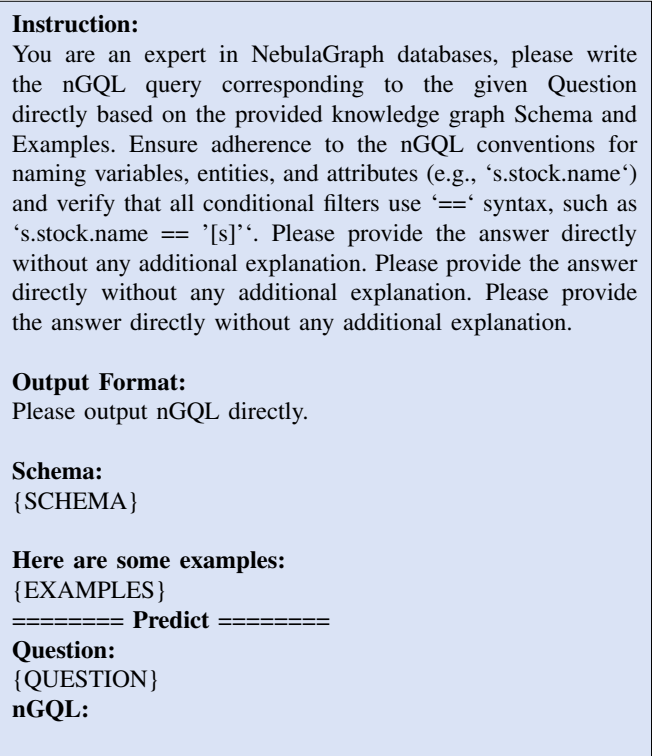 Instruction:
You are an expert in NebulaGraph databases, please write
the nGQL query corresponding to the given Question
directly based on the provided knowledge graph Schema and
Examples. Ensure adherence to the nGQL conventions for
naming variables, entities, and attributes (e.g., ‘s.stock.name‘)
and verify that all conditional filters use ‘==‘ syntax, such as
‘s.stock.name == '[s]'‘. Please provide the answer directly
without any additional explanation. Please provide the answer
directly without any additional explanation. Please provide
the answer directly without any additional explanation.
Output Format:
Please output nGQL directly.
Schema:
{SCHEMA}
Here are some examples:
{EXAMPLES}
======== Predict ========
Question:
{QUESTION}
nGQL: